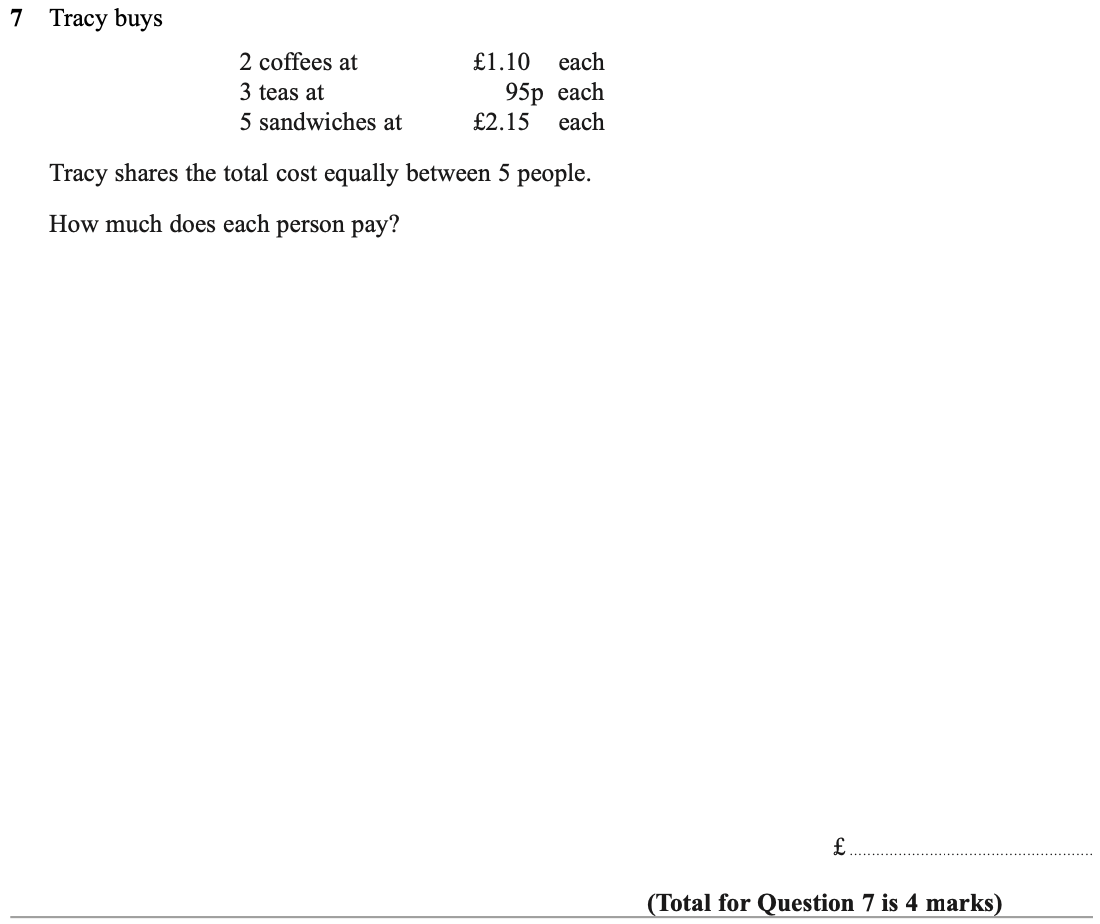 7 Tracy buys
2 coffees at £1.10 each
3 teas at 95p each
5 sandwiches at £2.15 each
Tracy shares the total cost equally between 5 people.
How much does each person pay?
£
(Total for Question 7 is 4 marks)